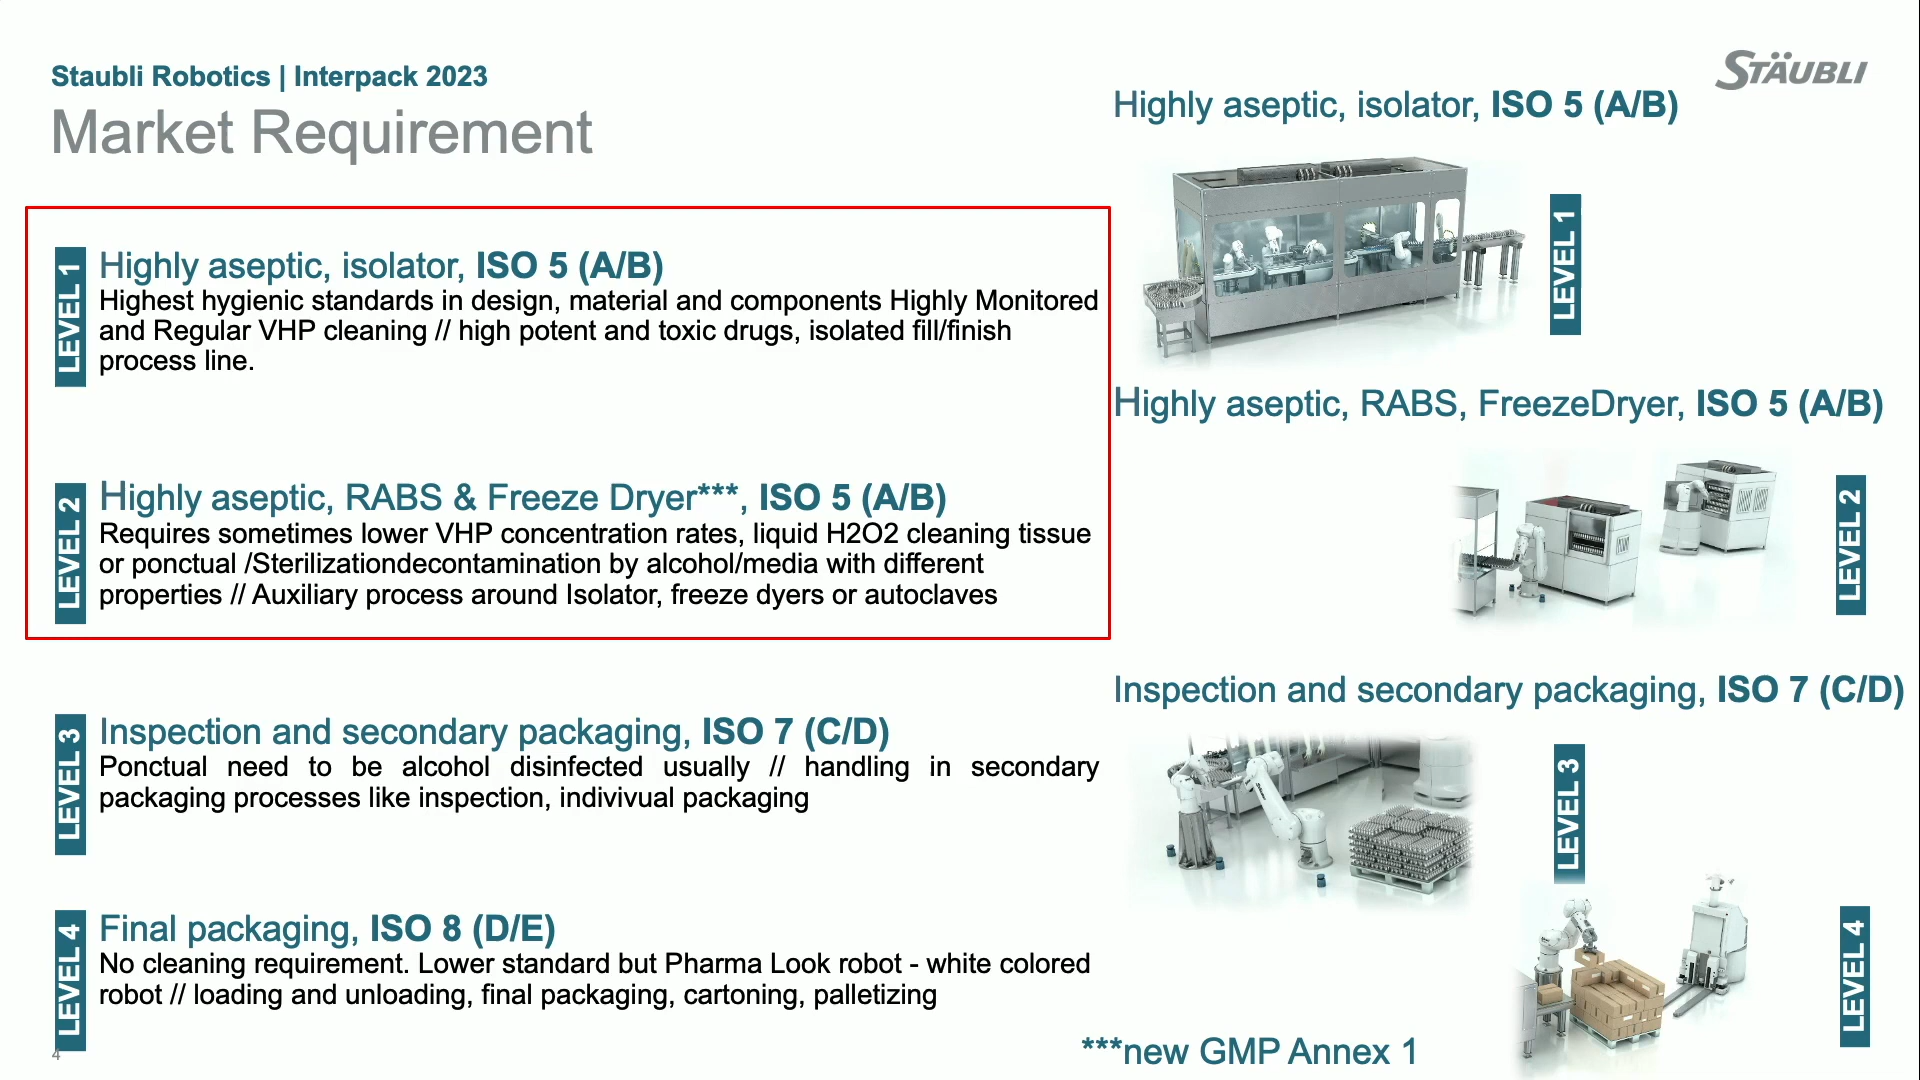 Staubli Robotics | Interpack 2023
Market Requirement
STÄUBLI
LEVEL 1
Highly aseptic, isolator, ISO 5 (A/B)
Highest hygienic standards in design, material and components Highly Monitored
and Regular VHP cleaning // high potent and toxic drugs, isolated fill/finish
process line.
LEVEL 2
Highly aseptic, RABS & Freeze Dryer***, ISO 5 (A/B)
Requires sometimes lower VHP concentration rates, liquid H2O2 cleaning tissue
or ponctual /Sterilizationdecontamination by alcohol/media with different
properties // Auxiliary process around Isolator, freeze dyers or autoclaves
LEVEL 3
Inspection and secondary packaging, ISO 7 (C/D)
Ponctual need to be alcohol disinfected usually // handling in secondary
packaging processes like inspection, indivivual packaging
LEVEL 4
Final packaging, ISO 8 (D/E)
No cleaning requirement. Lower standard but Pharma Look robot - white colored
robot // loading and unloading, final packaging, cartoning, palletizing
4
Highly aseptic, isolator, ISO 5 (A/B)
LEVEL 1
Highly aseptic, RABS, FreezeDryer, ISO 5 (A/B)
LEVEL 2
Inspection and secondary packaging, ISO 7 (C/D)
LEVEL 3
LEVEL 4
***new GMP Annex 1